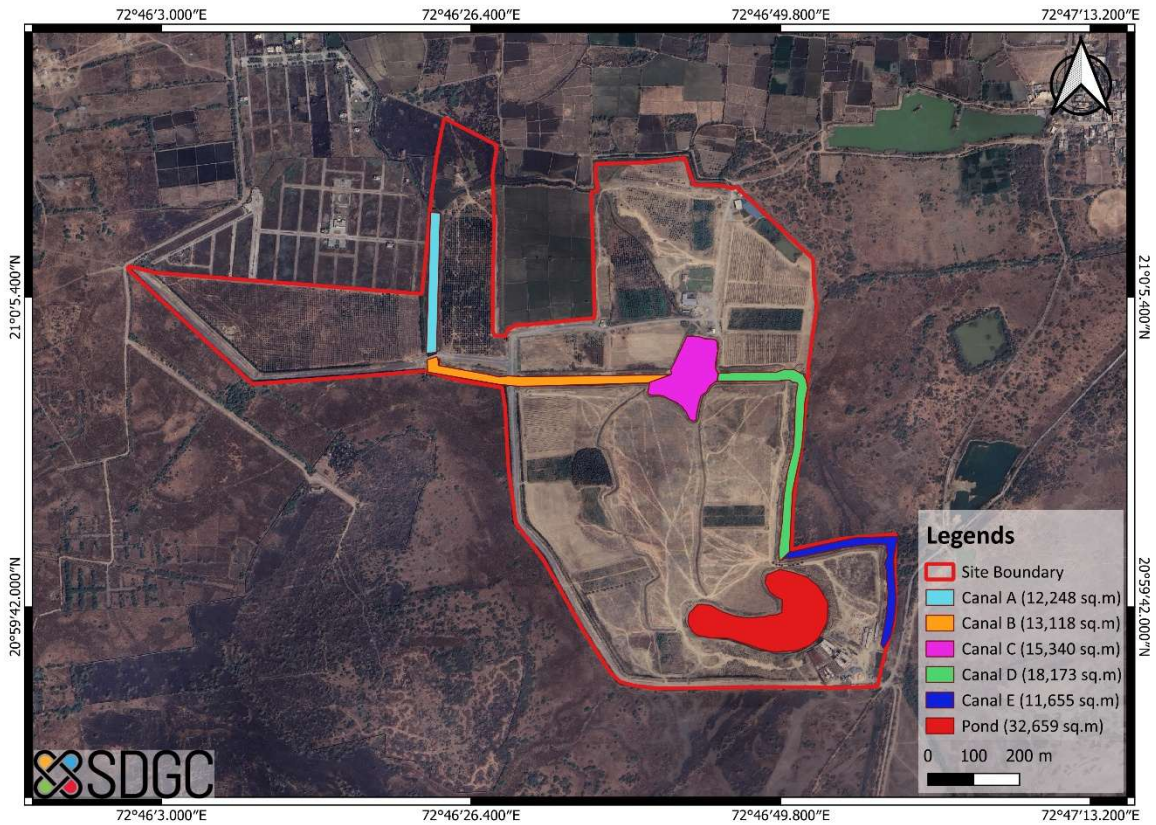 72°46'3.000"E 72°46'26.400"E 72°46'49.800"E 72°47'13.200"E
21°0'5.400"N
21°0'5.400"N
20°59'42.000"N
20°59'42.000"N
Legends
Site Boundary
Canal A (12,248 sq.m)
Canal B (13,118 sq.m)
Canal C (15,340 sq.m)
Canal D (18,173 sq.m)
Canal E (11,655 sq.m)
Pond (32,659 sq.m)
0 100 200 m
SDGC
72°46'3.000"E 72°46'26.400"E 72°46'49.800"E 72°47'13.200"E